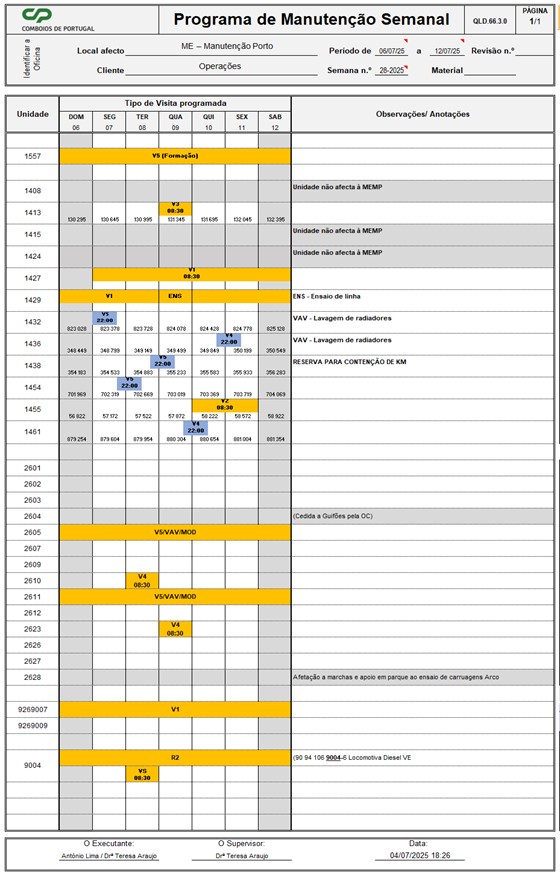 CP
COMBOIOS DE PORTUGAL
Programa de Manutenção Semanal
QLD.66.3.0
PÁGINA
1/1
Identificar a Oficina
Local afecto ME – Manutenção Porto Período de 06/07/25 a 12/07/25 Revisão n.º
Cliente Operações Semana n.º 28-2025 Material
Unidade Tipo de Visita programada Observações/ Anotações
DOM SEG TER QUA QUI SEX SAB
06 07 08 09 10 11 12
1557 V5 (Formação)
1408 Unidade não afecta à MEMP
1413 V3 08:30
130 295 130 645 130 995 131 345 131 695 132 045 132 395
1415 Unidade não afecta à MEMP
1424 Unidade não afecta à MEMP
1427 V1 08:30
1429 V1 ENS ENS - Ensaio de linha
1432 V5 22:00 VAV - Lavagem de radiadores
823 028 823 378 823 728 824 078 824 428 824 778 825 128
1436 V4 22:00 VAV - Lavagem de radiadores
348 449 348 799 349 149 349 499 349 849 350 199 350 549
1438 V5 22:00 RESERVA PARA CONTENÇÃO DE KM
354 183 354 533 354 883 355 233 355 583 355 933 356 283
1454 V5 22:00
701 969 702 319 702 669 703 019 703 369 703 719 704 069
1455 V2 08:30
56 822 57 172 57 522 57 872 58 222 58 572 58 922
1461 V4 22:00
879 254 879 604 879 954 880 304 880 654 881 004 881 354
2601
2602
2603
2604 (Cedida a Guifões pela OC)
2605 V5/VAV/MOD
2607
2609
2610 V4 08:30
2611 V5/VAV/MOD
2612
2623 V4 08:30
2626
2627
2628 Afetação a marchas e apoio em parque ao ensaio de carruagens Arco
9269007 V1
9269009
9004 R2 (90 94 106 9004-6 Locomotiva Diesel VE
VS 08:30
O Executante: O Supervisor: Data:
António Lima / Drª Teresa Araujo Drª Teresa Araujo 04/07/2025 18:26